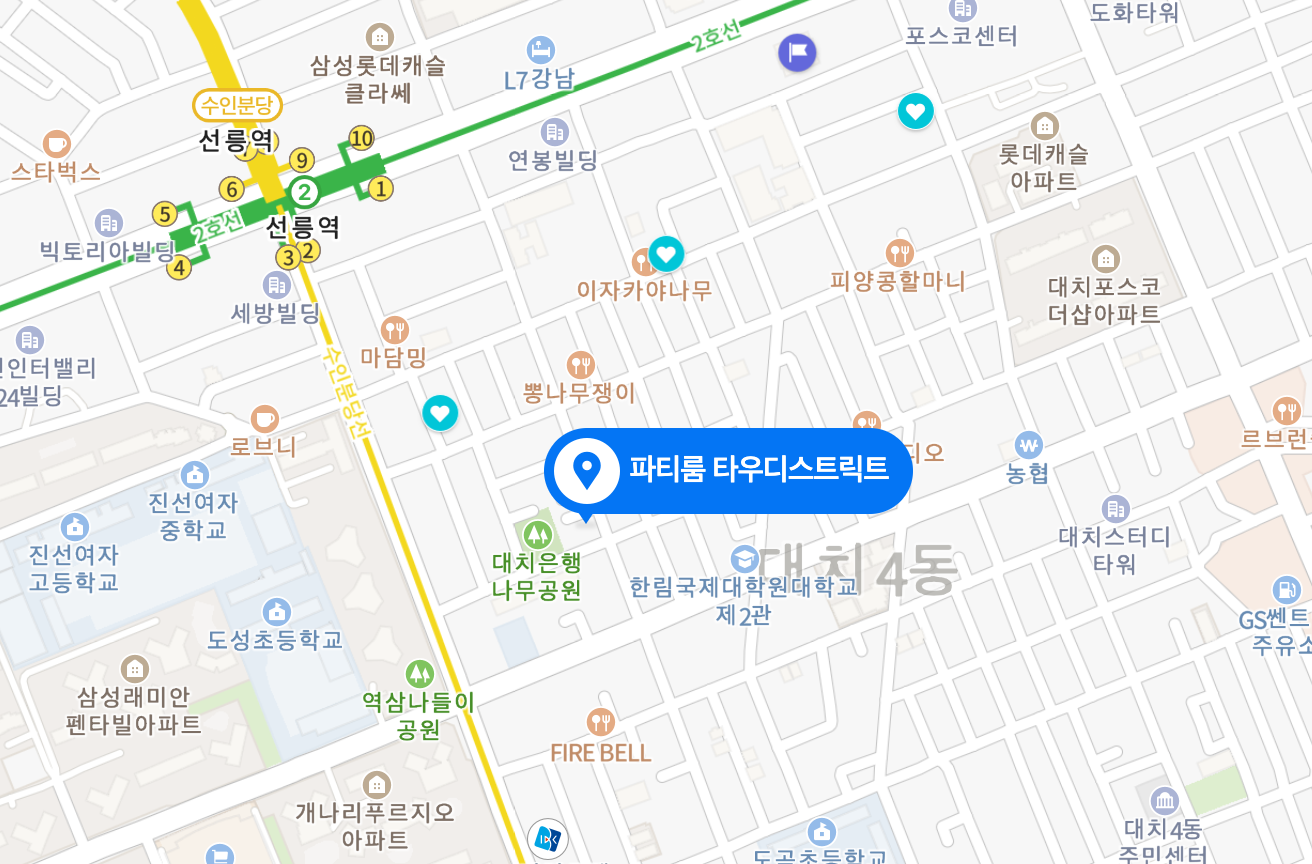 도화타워
포스코센터
2호선
삼성롯데캐슬
클라쎄
L7강남
수인분당
선릉역
7
10
9
6
1
2
5
2호선
선릉역
4
3
2
스타벅스
연봉빌딩
롯데캐슬
아파트
빅토리아빌딩
세방빌딩
이자카야나무
피양콩할마니
대치포스코
더샵아파트
인터밸리
24빌딩
마담밍
수인분당선
뽕나무쟁이
로브니
디오
르브런
농협
파티룸 타우디스트릭트
진선여자
중학교
진선여자
고등학교
대치은행
나무공원
대치4동
한림국제대학원대학교
제2관
대치스터디
타워
GS쎈트
주유소
도성초등학교
삼성래미안
펜타빌아파트
역삼나들이
공원
FIRE BELL
개나리푸르지오
아파트
대치4동
주민센터
도곡초등학교